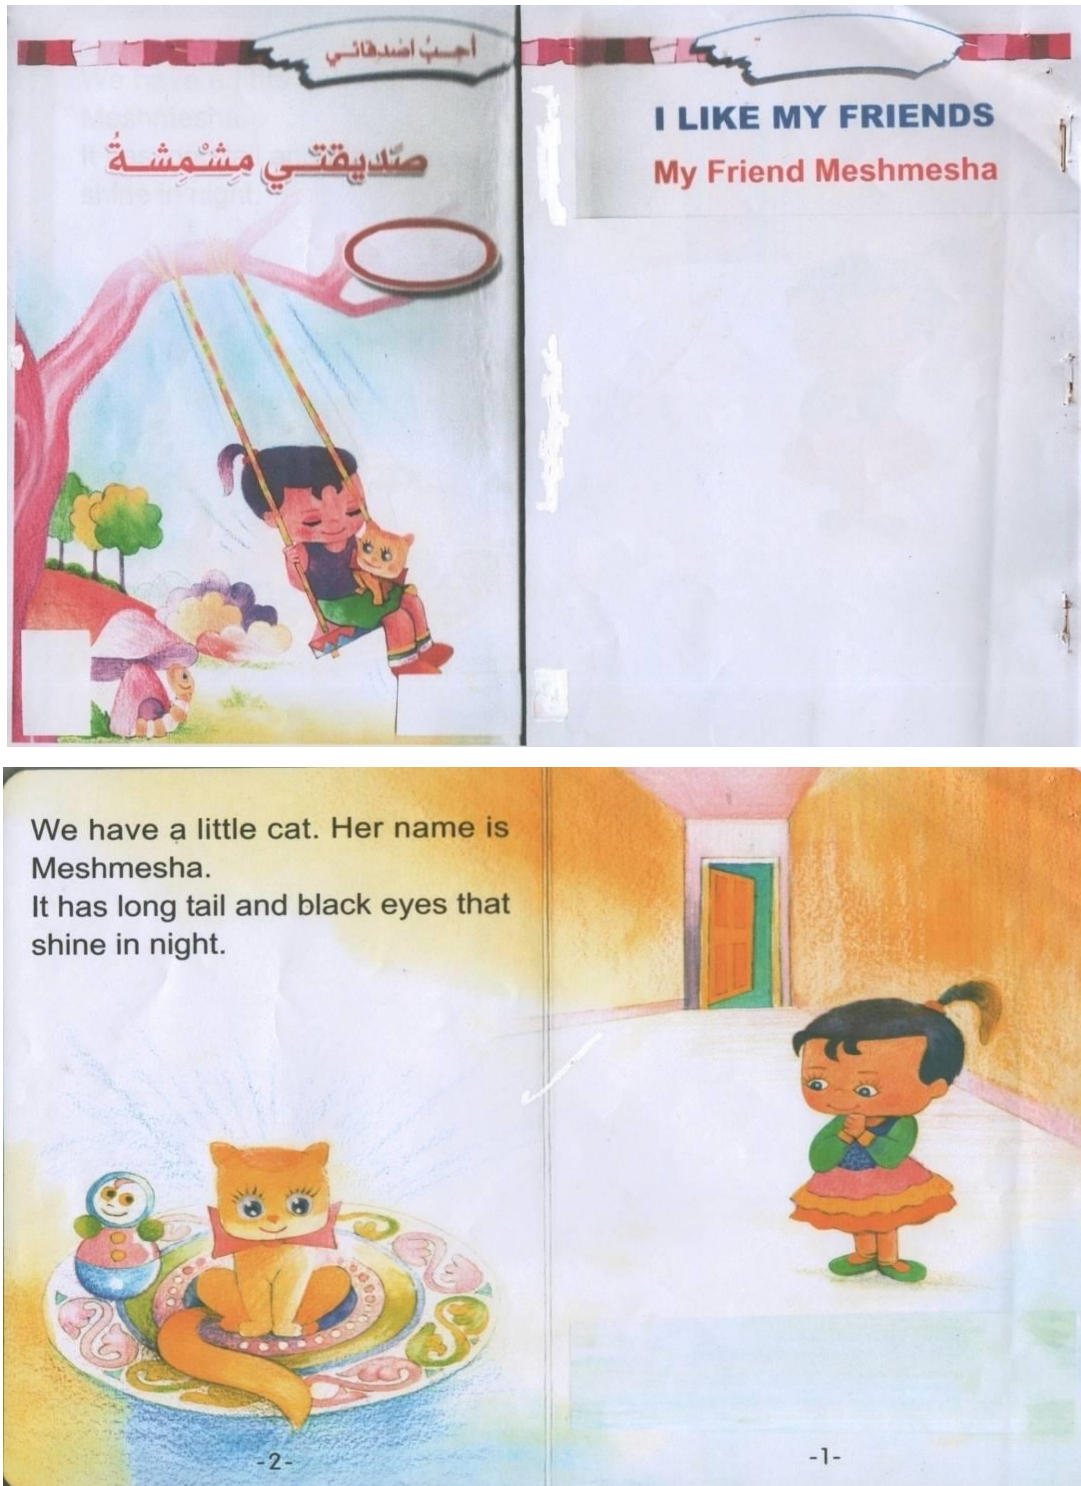 أحب أصدقائي
صديقتي مِشْمِشةُ
I LIKE MY FRIENDS
My Friend Meshmesha
We have a little cat. Her name is
Meshmesha.
It has long tail and black eyes that
shine in night.
-2-
-1-